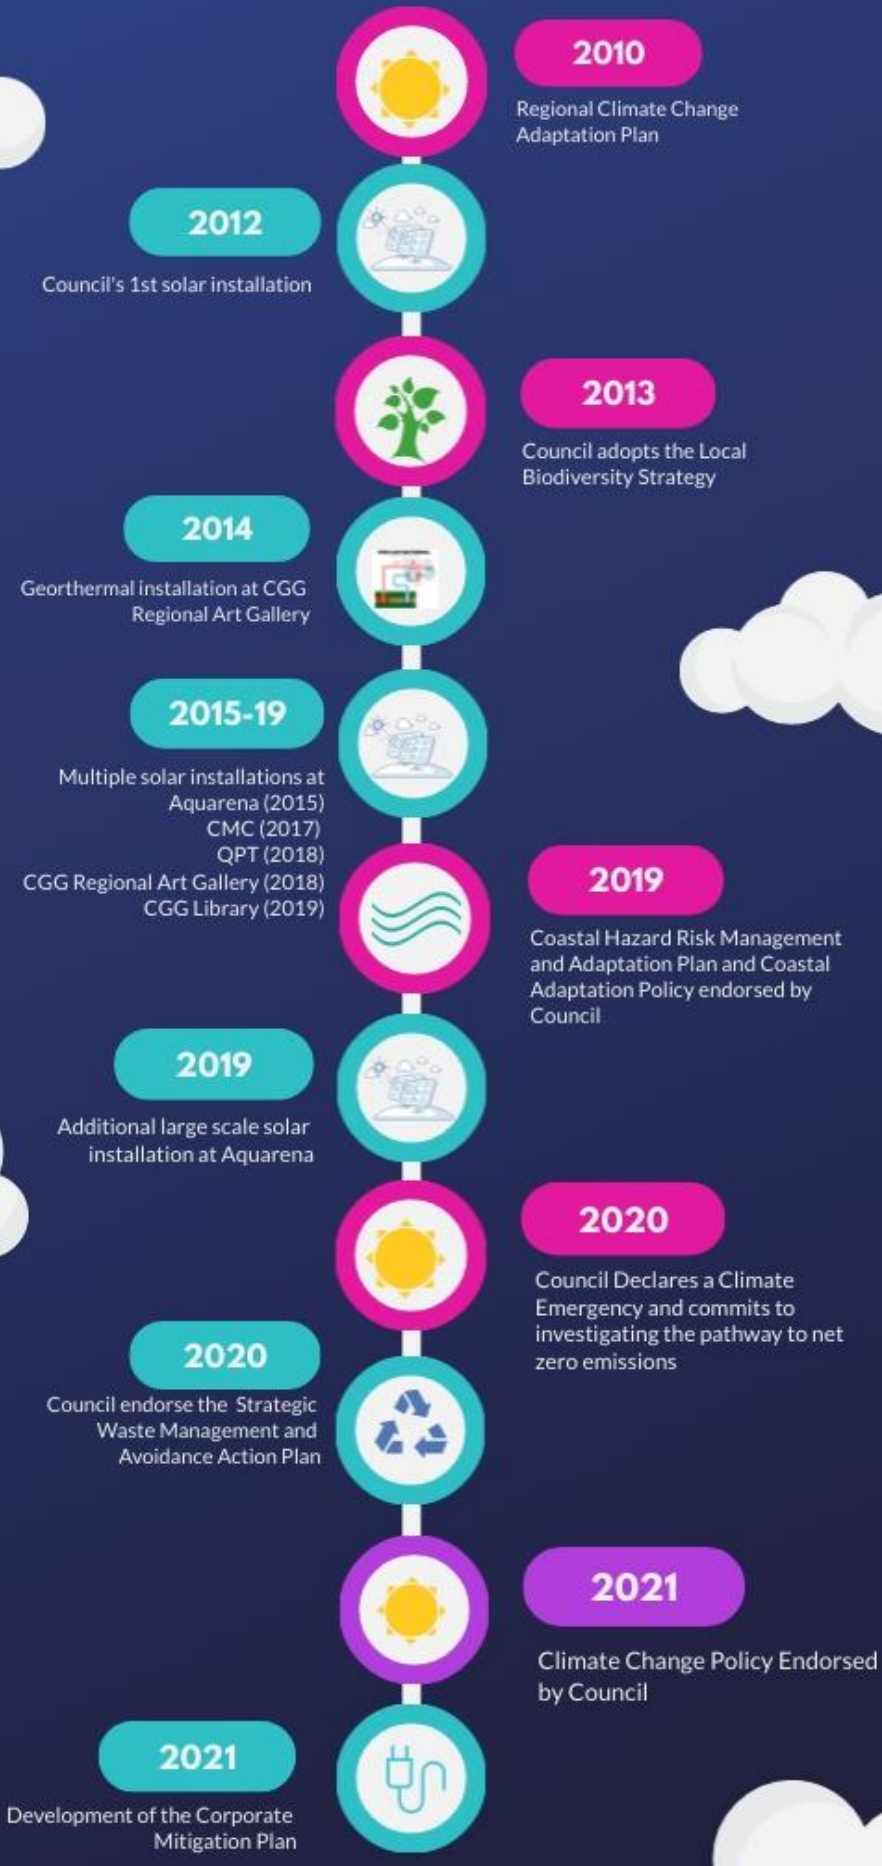 2010
Regional Climate Change
Adaptation Plan
2012
Council's 1st solar installation
2013
Council adopts the Local
Biodiversity Strategy
2014
Georthermal installation at CGG
Regional Art Gallery
2015-19
Multiple solar installations at
Aquarena (2015)
CMC (2017)
QPT (2018)
CGG Regional Art Gallery (2018)
CGG Library (2019)
2019
Coastal Hazard Risk Management
and Adaptation Plan and Coastal
Adaptation Policy endorsed by
Council
2019
Additional large scale solar
installation at Aquarena
2020
Council Declares a Climate
Emergency and commits to
investigating the pathway to net
zero emissions
2020
Council endorse the Strategic
Waste Management and
Avoidance Action Plan
2021
Climate Change Policy Endorsed
by Council
2021
Development of the Corporate
Mitigation Plan